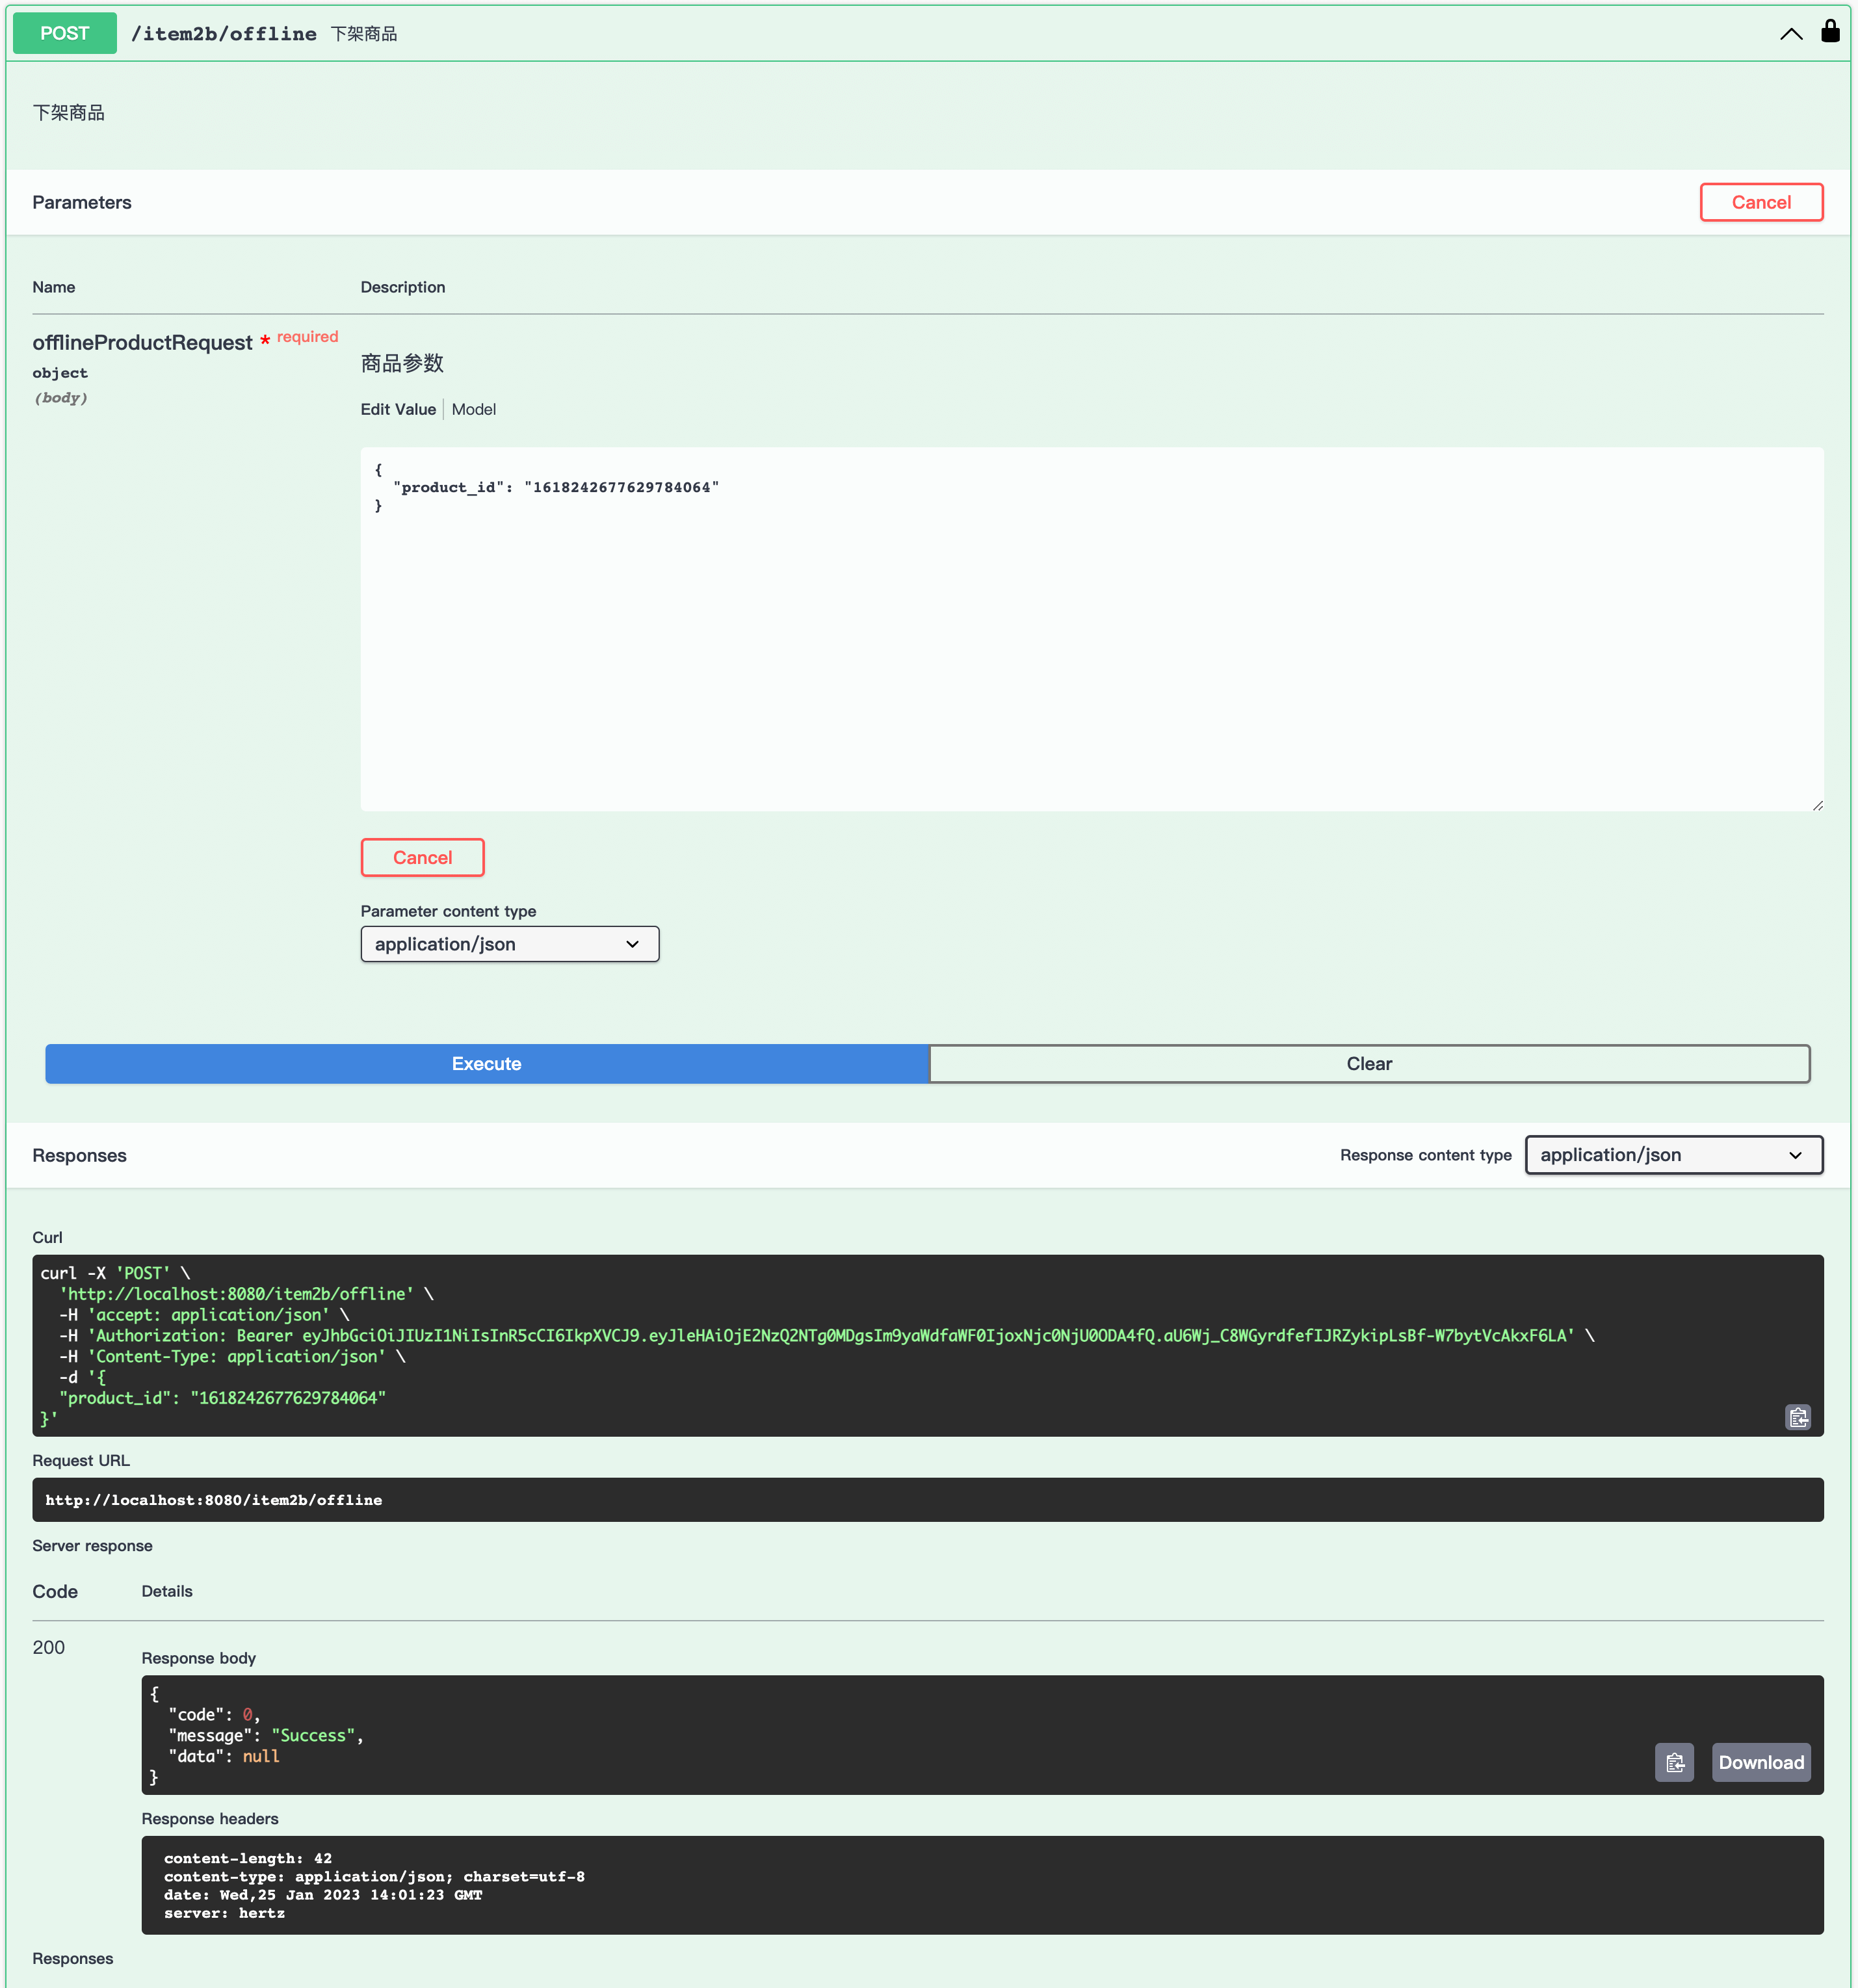 POST /item2b/offline 下架商品
下架商品
Parameters
Cancel
Name Description
offlineProductRequest * required
object
(body)
商品参数
Edit Value Model
{
"product_id": "1618242677629784064"
}
Cancel
Parameter content type
application/json
Execute
Clear
Responses
Response content type application/json
Curl
curl -X 'POST' \
'http://localhost:8080/item2b/offline' \
-H 'accept: application/json' \
-H 'Authorization: Bearer eyJhbGciOiJIUzI1NiIsInR5cCI6IkpXVCJ9.eyJleHAiOjE2NzQ2NTg0MDgsIm9yaWdfaWF0IjoxNjc0NjU0ODA4fQ.aU6Wj_C8WGyrdfefIJRZykipLsBf-W7bytVcAkxF6LA' \
-H 'Content-Type: application/json' \
-d '{
"product_id": "1618242677629784064"
}'
Request URL
http://localhost:8080/item2b/offline
Server response
Code Details
200
Response body
{
"code": 0,
"message": "Success",
"data": null
}
Download
Response headers
content-length: 42
content-type: application/json; charset=utf-8
date: Wed,25 Jan 2023 14:01:23 GMT
server: hertz
Responses